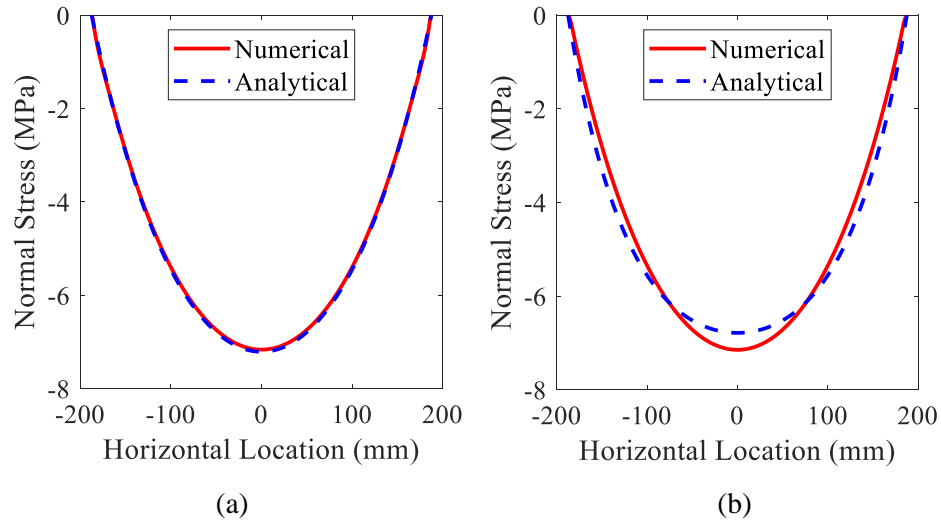 0
-2
-4
-6
-8
Normal Stress (MPa)
Numerical
Analytical
-200 -100 0 100 200
Horizontal Location (mm)
(a)
0
-2
-4
-6
-8
Normal Stress (MPa)
Numerical
Analytical
-200 -100 0 100 200
Horizontal Location (mm)
(b)